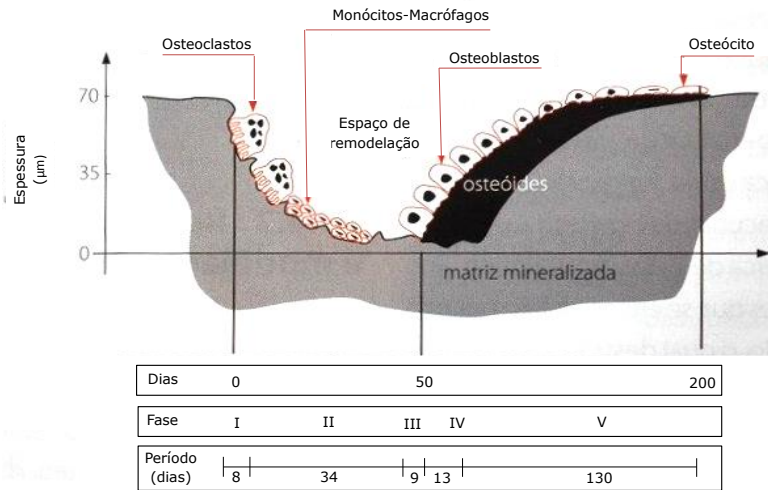 Monócitos-Macrófagos
Osteoclastos
Osteoblastos
Osteócito
70
Espaço de
remodelação
35
Espessura
(μm)
osteóides
0
matriz mineralizada
Dias 0 50 200
Fase I II III IV V
Período
(dias) 8 34 9 13 130